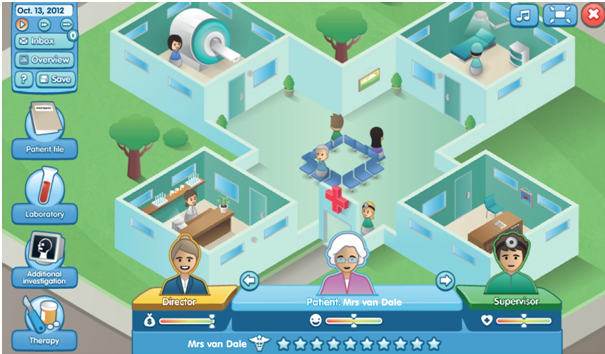 Oct. 13, 2012
Inbox
0
Overview
?
Save
Patient file
Laboratory
Additional
investigation
Therapy
Director
Patient: Mrs van Dale
Supervisor
Mrs van Dale